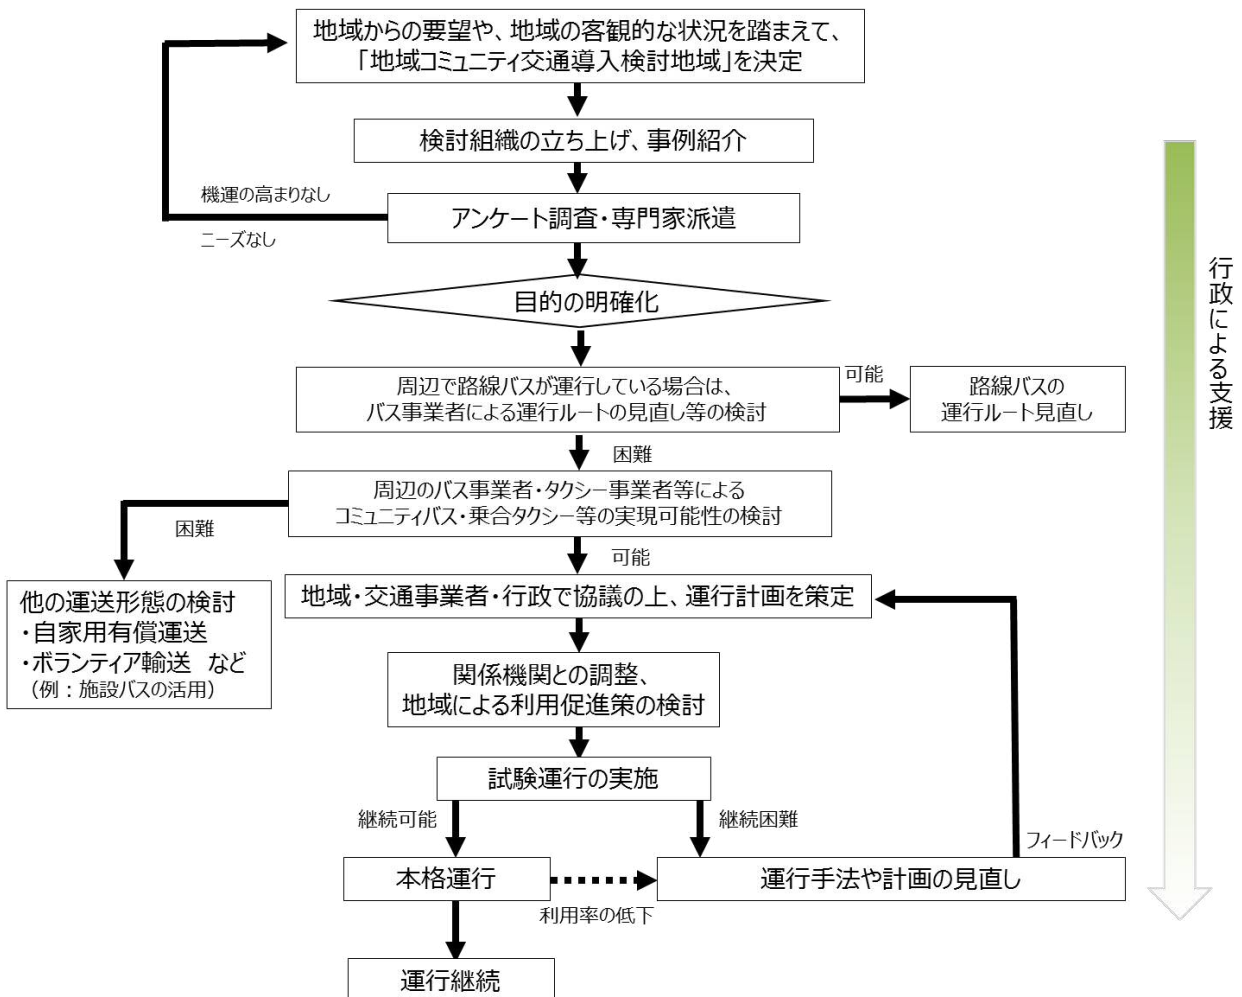 地域からの要望や、地域の客観的な状況を踏まえて、
「地域コミュニティ交通導入検討地域」を決定
検討組織の立ち上げ、事例紹介
機運の高まりなし
ニーズなし
アンケート調査・専門家派遣
目的の明確化
周辺で路線バスが運行している場合は、
バス事業者による運行ルートの見直し等の検討
可能
路線バスの
運行ルート見直し
困難
周辺のバス事業者・タクシー事業者等による
コミュニティバス・乗合タクシー等の実現可能性の検討
困難
可能
他の運送形態の検討
・自家用有償運送
・ボランティア輸送 など
（例：施設バスの活用）
地域・交通事業者・行政で協議の上、運行計画を策定
関係機関との調整、
地域による利用促進策の検討
試験運行の実施
継続可能
継続困難
フィードバック
本格運行
利用率の低下
運行手法や計画の見直し
運行継続
行政による支援